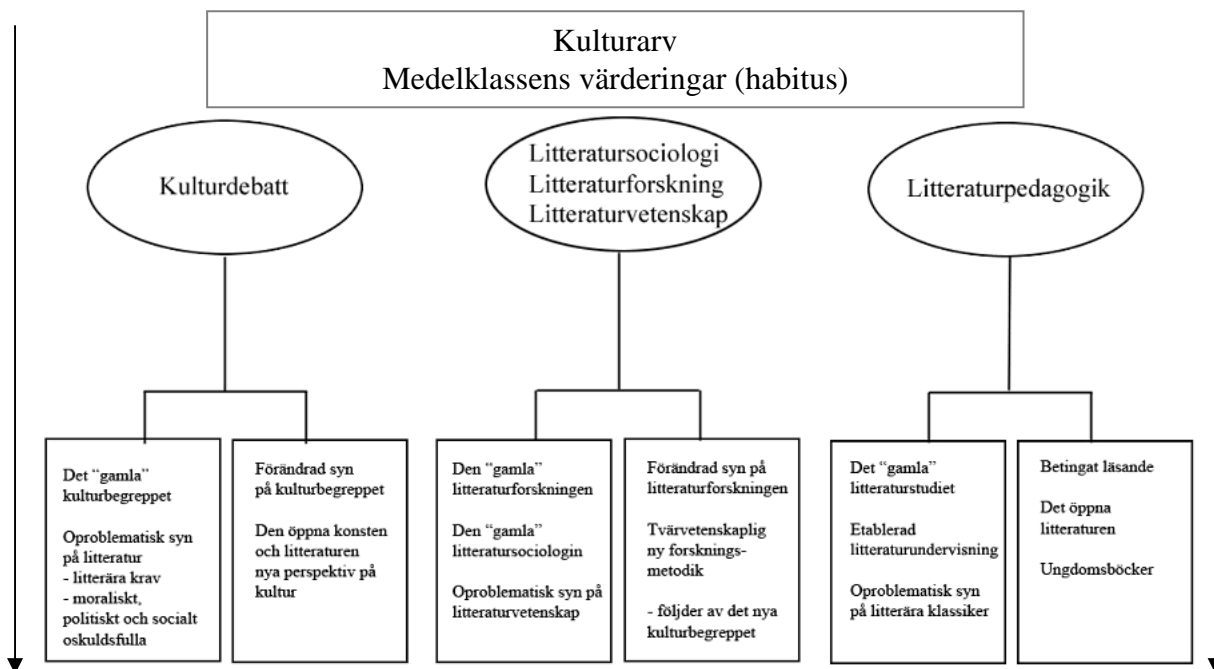 Kulturarv
Medelklassens värderingar (habitus)
Kulturdebatt
Litteratursociologi
Litteraturforskning
Litteraturvetenskap
Litteraturpedagogik
Det “gamla”
kulturbegreppet
Oproblematisk syn
på litteratur
- litterära krav
- moraliskt,
politiskt och socialt
oskuldsfulla
Förändrad syn
på kulturbegreppet
Den öppna konsten
och litteraturen
nya perspektiv på
kultur
Den “gamla”
litteraturforskningen
Den “gamla”
litteratursociologin
Oproblematisk syn på
litteraturvetenskap
Förändrad syn på
litteraturforskningen
Tvärvetenskaplig
ny forsknings-
metodik
- följder av det nya
kulturbegreppet
Det “gamla”
litteraturstudiet
Etablerad
litteraturundervisning
Oproblematisk syn
på litterära klassiker
Betingat läsande
Det öppna
litteraturen
Ungdomsböcker